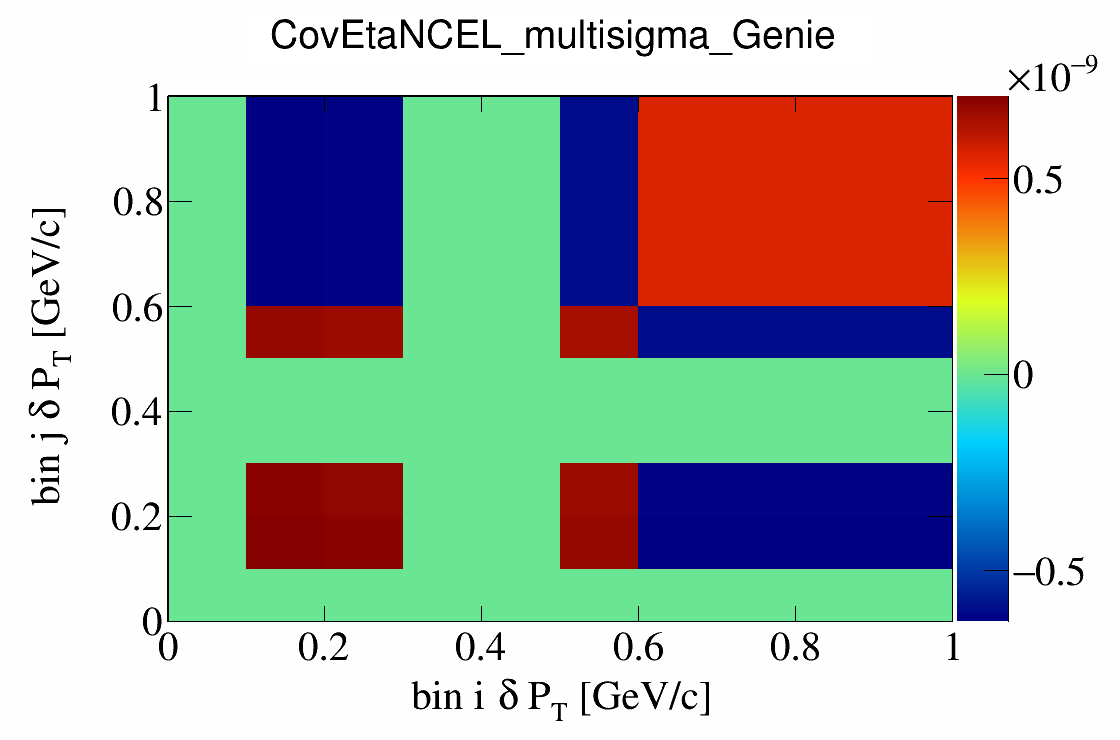 CovEtaNCEL_multisigma_Genie
×10⁻⁹
1
0.8
0.6
0.4
0.2
0
0 0.2 0.4 0.6 0.8 1
0.5
0
−0.5
bin j δ P_T [GeV/c]
bin i δ P_T [GeV/c]